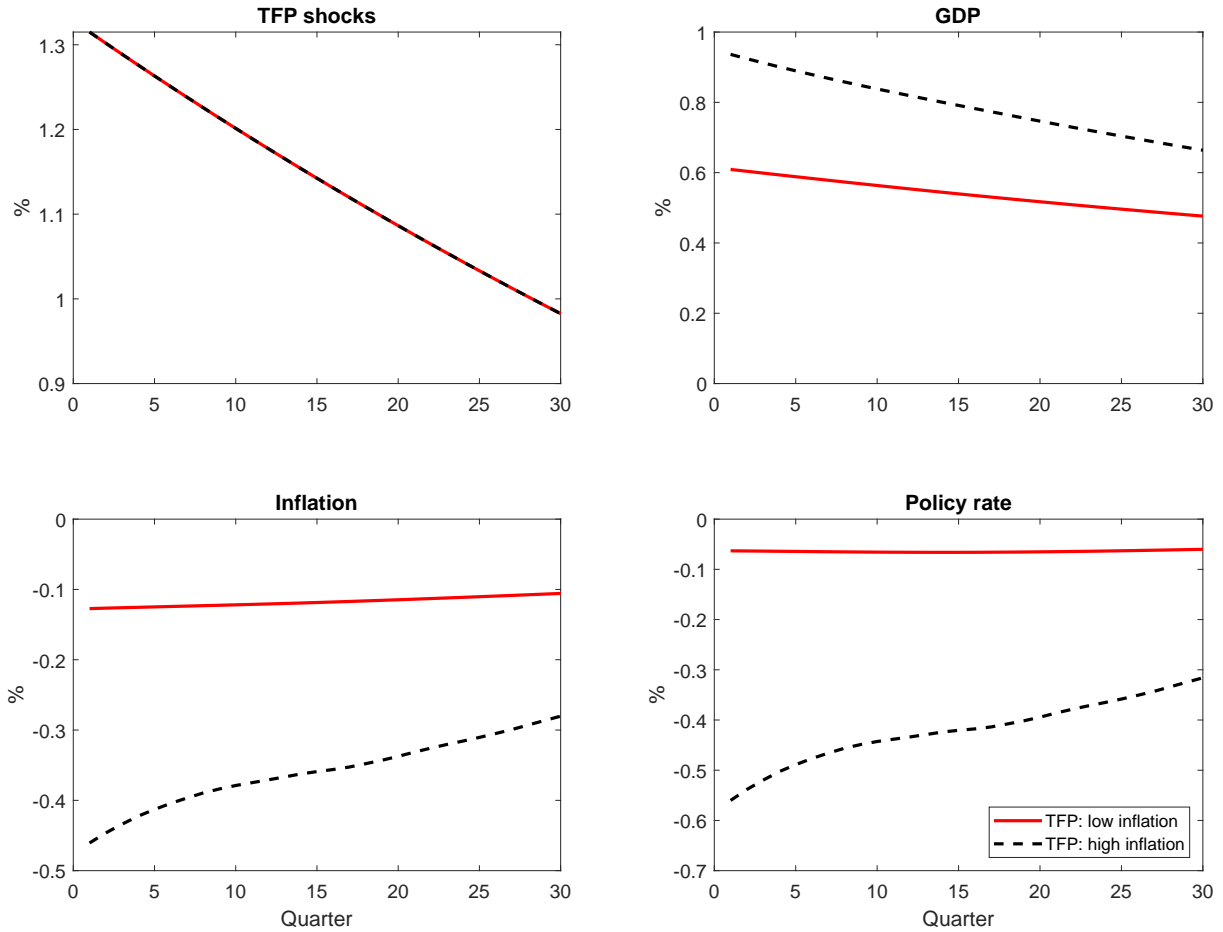 TFP shocks
%
1.3
1.2
1.1
1
0.9
0 5 10 15 20 25 30
GDP
%
1
0.8
0.6
0.4
0.2
0
0 5 10 15 20 25 30
Inflation
%
0
-0.1
-0.2
-0.3
-0.4
-0.5
0 5 10 15 20 25 30
Quarter
Policy rate
%
0
-0.1
-0.2
-0.3
-0.4
-0.5
-0.6
-0.7
0 5 10 15 20 25 30
Quarter
TFP: low inflation
TFP: high inflation